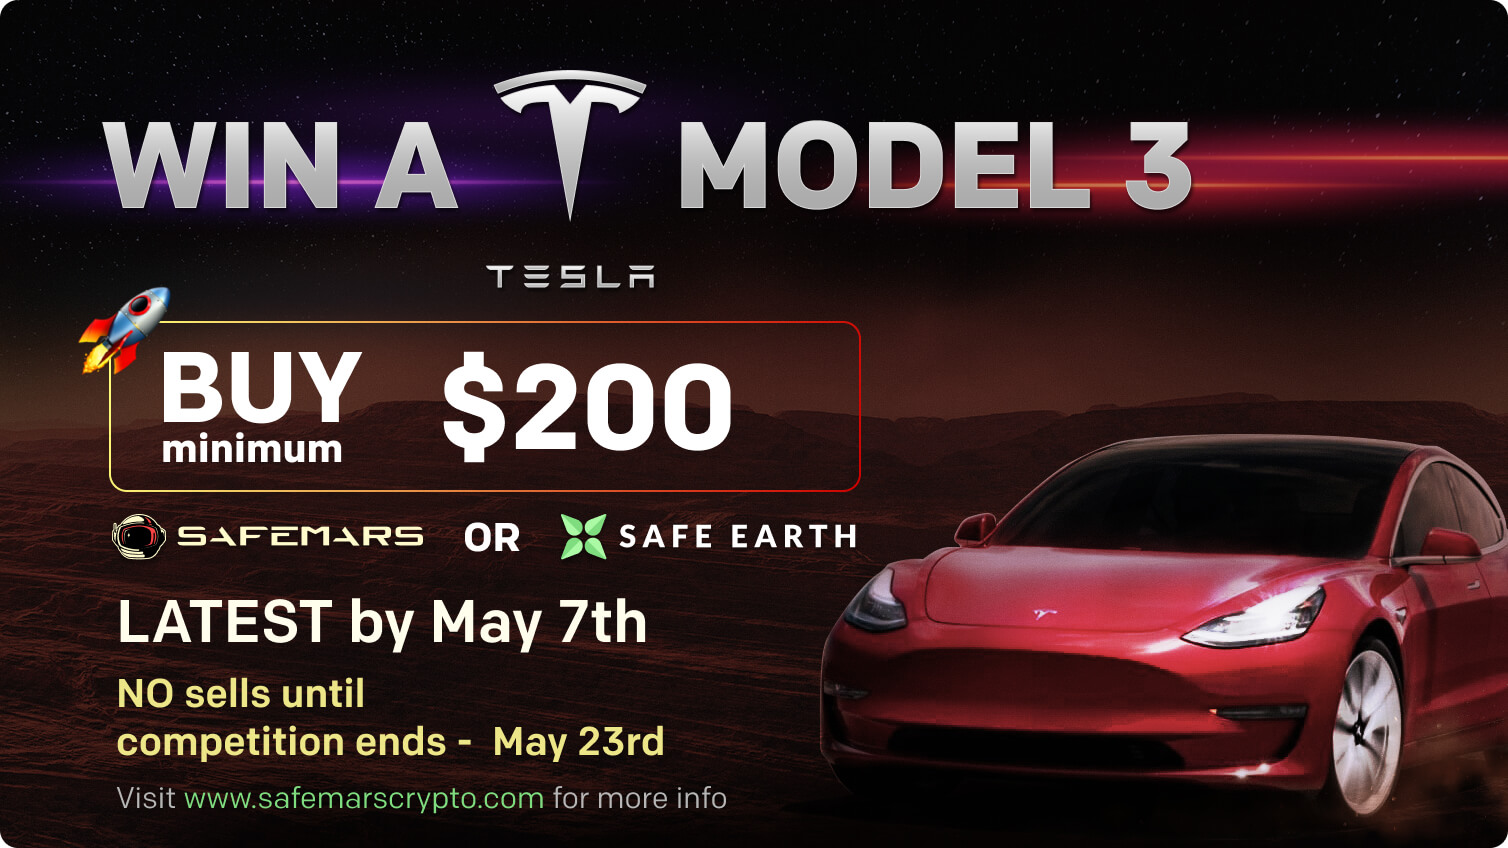 WIN A MODEL 3
TESLA
BUY
minimum
$200
SAFEMARS OR SAFE EARTH
LATEST by May 7th
NO sells until
competition ends - May 23rd
Visit www.safemarscrypto.com for more info